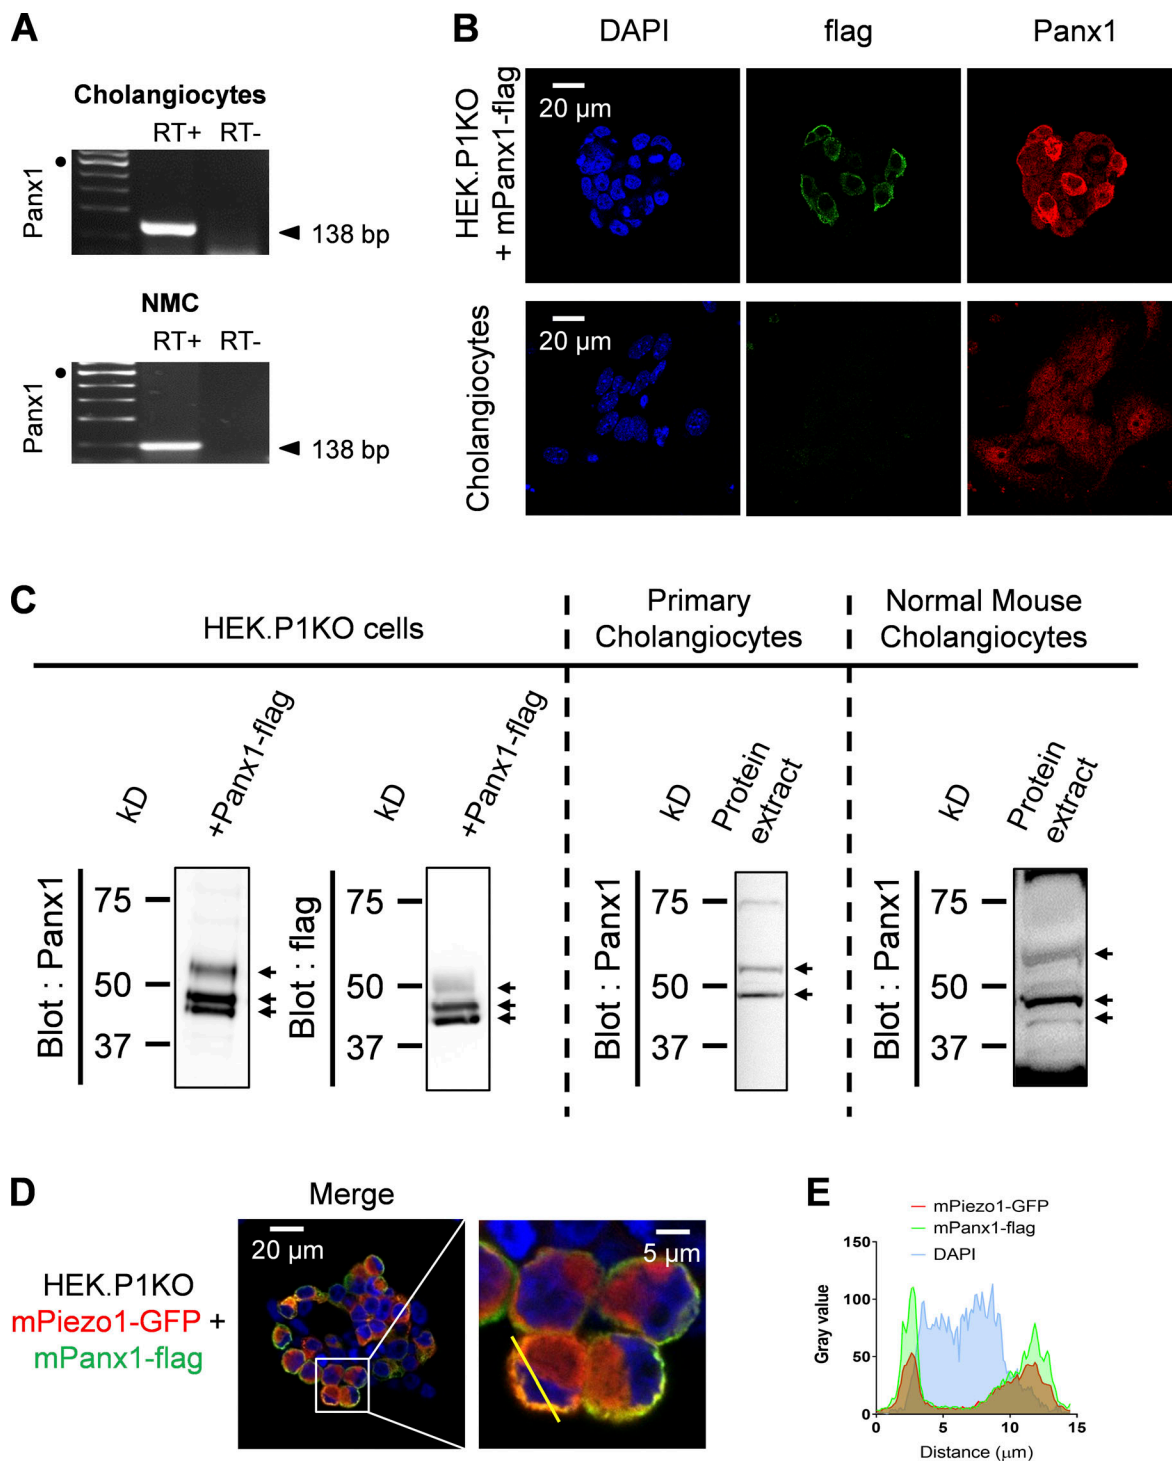 A
Cholangiocytes
RT+ RT-
Panx1
138 bp
NMC
RT+ RT-
Panx1
138 bp
B
DAPI flag Panx1
HEK.P1KO
+ mPanx1-flag
20 µm
Cholangiocytes
20 µm
C
HEK.P1KO cells
Primary
Cholangiocytes
Normal Mouse
Cholangiocytes
kD
+Panx1-flag
Blot : Panx1
75
50
37
kD
+Panx1-flag
Blot : flag
75
50
37
kD
Protein
extract
Blot : Panx1
75
50
37
kD
Protein
extract
Blot : Panx1
75
50
37
D
Merge
HEK.P1KO
mPiezo1-GFP +
mPanx1-flag
20 µm
5 µm
E
mPiezo1-GFP
mPanx1-flag
DAPI
Gray value
150
100
50
0
0 5 10 15
Distance (µm)